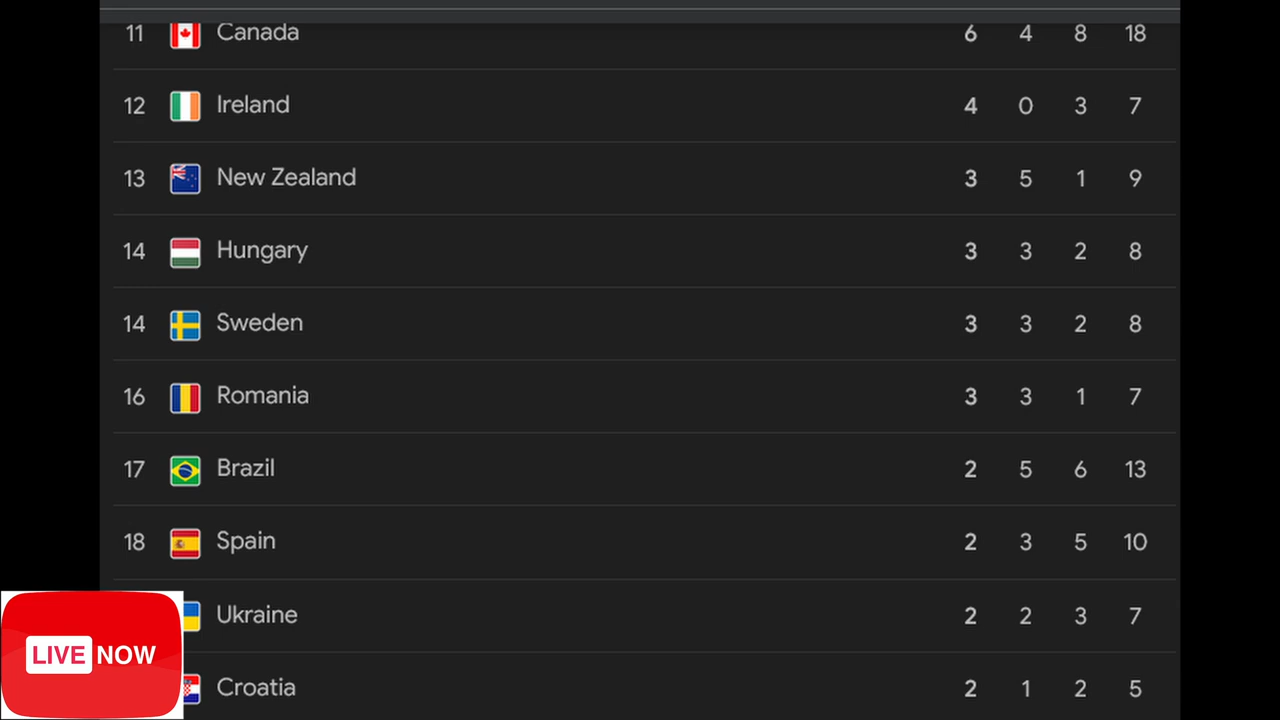 11 Canada 6 4 8 18
12 Ireland 4 0 3 7
13 New Zealand 3 5 1 9
14 Hungary 3 3 2 8
14 Sweden 3 3 2 8
16 Romania 3 3 1 7
17 Brazil 2 5 6 13
18 Spain 2 3 5 10
Ukraine 2 2 3 7
LIVE NOW
Croatia 2 1 2 5